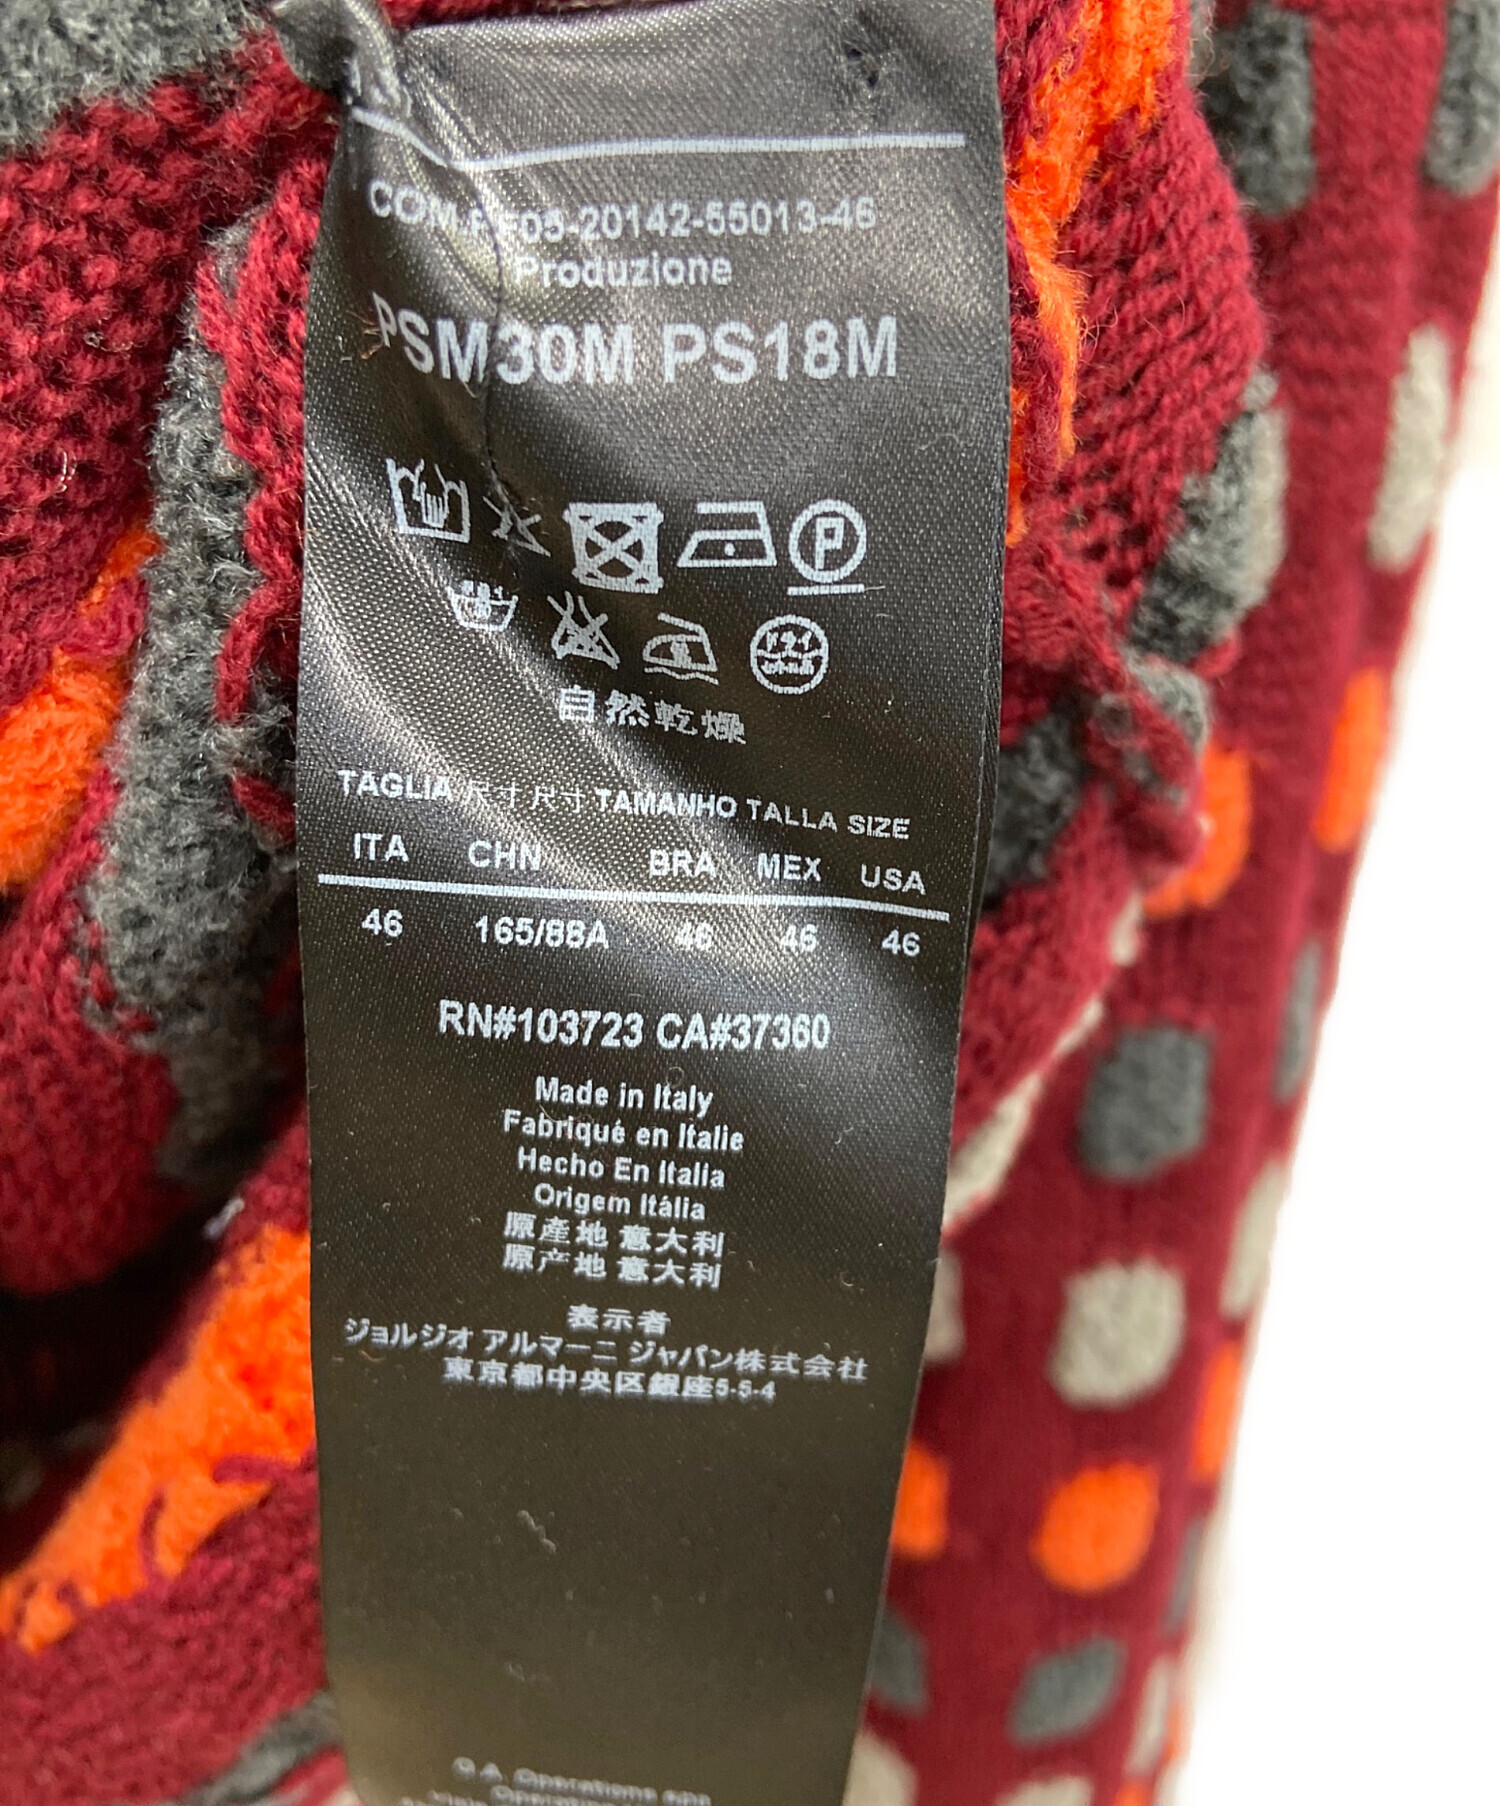 COM.P.F05-20142-55013-46
Produzione
PSM30M PS18M
P
自然乾燥
TAGLIA 尺寸 尺寸 TAMANHO TALLA SIZE
ITA CHN BRA MEX USA
46 165/88A 46 46 46
RN#103723 CA#37360
Made in Italy
Fabriqué en Italie
Hecho En Italia
Origem Itália
原產地 意大利
原产地 意大利
表示者
ジョルジオ アルマーニ ジャパン株式会社
東京都中央区銀座5-5-4
G.A. Operations spa